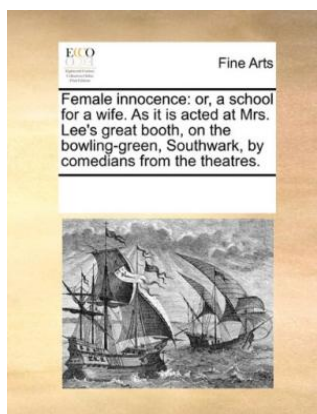 ECCO
Fine Arts
Female innocence: or, a school
for a wife. As it is acted at Mrs.
Lee's great booth, on the
bowling-green, Southwark, by
comedians from the theatres.